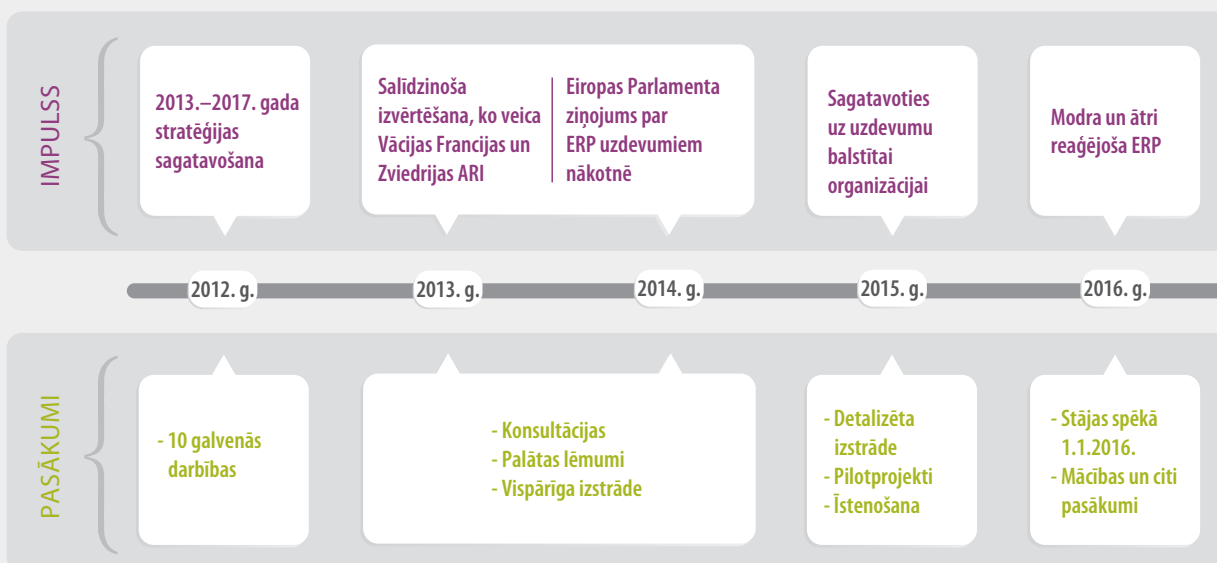 IMPULSS
2013.–2017. gada
stratēģijas
sagatavošana
Salīdzinoša
izvērtēšana, ko veica
Vācijas Francijas un
Zviedrijas ARI
Eiropas Parlamenta
ziņojums par
ERP uzdevumiem
nākotnē
Sagatavoties
uz uzdevumu
balstītai
organizācijai
Modra un ātri
reaģējoša ERP
2012. g.
2013. g.
2014. g.
2015. g.
2016. g.
PASĀKUMI
- 10 galvenās
darbības
- Konsultācijas
- Palātas lēmumi
- Vispārīga izstrāde
- Detalizēta
izstrāde
- Pilotprojekti
- Īstenošana
- Stājas spēkā
1.1.2016.
- Mācības un citi
pasākumi